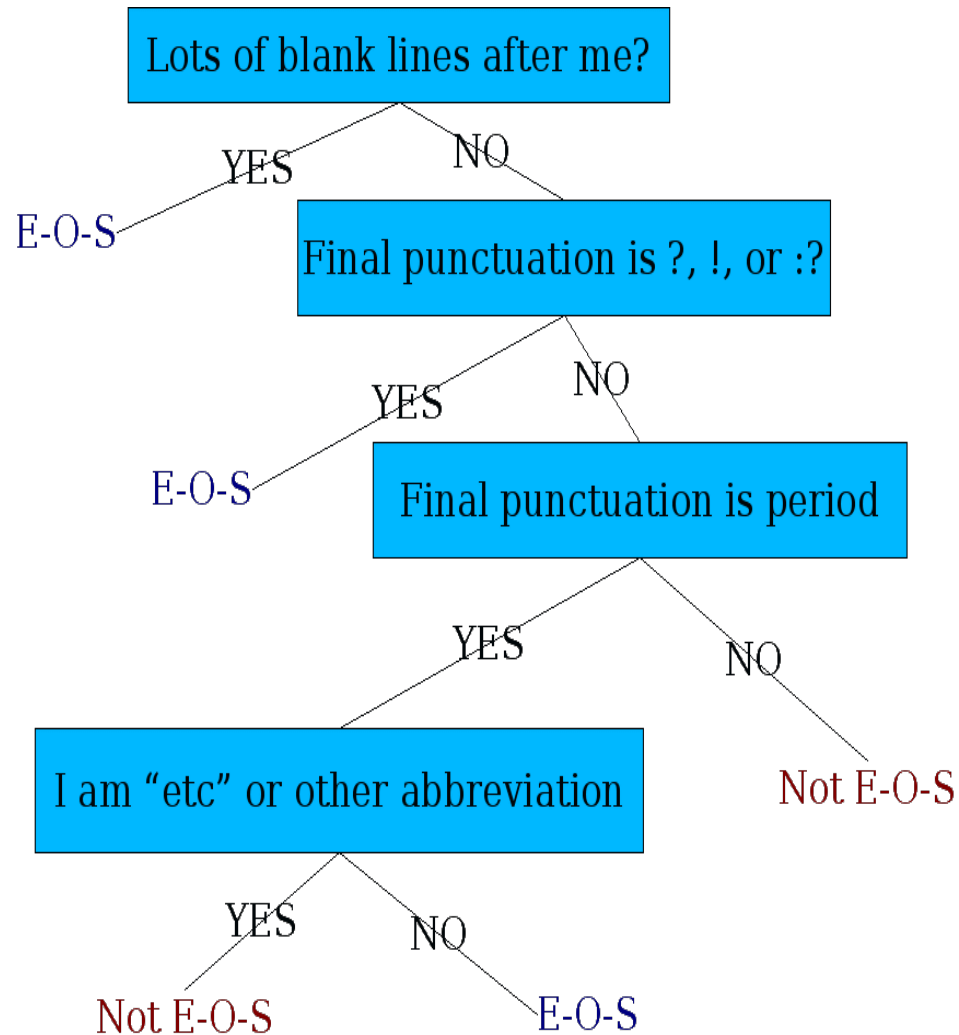 Lots of blank lines after me?
YES
NO
E-O-S
Final punctuation is ?, !, or :?
YES
NO
E-O-S
Final punctuation is period
YES
NO
I am “etc” or other abbreviation
Not E-O-S
YES
NO
Not E-O-S
E-O-S